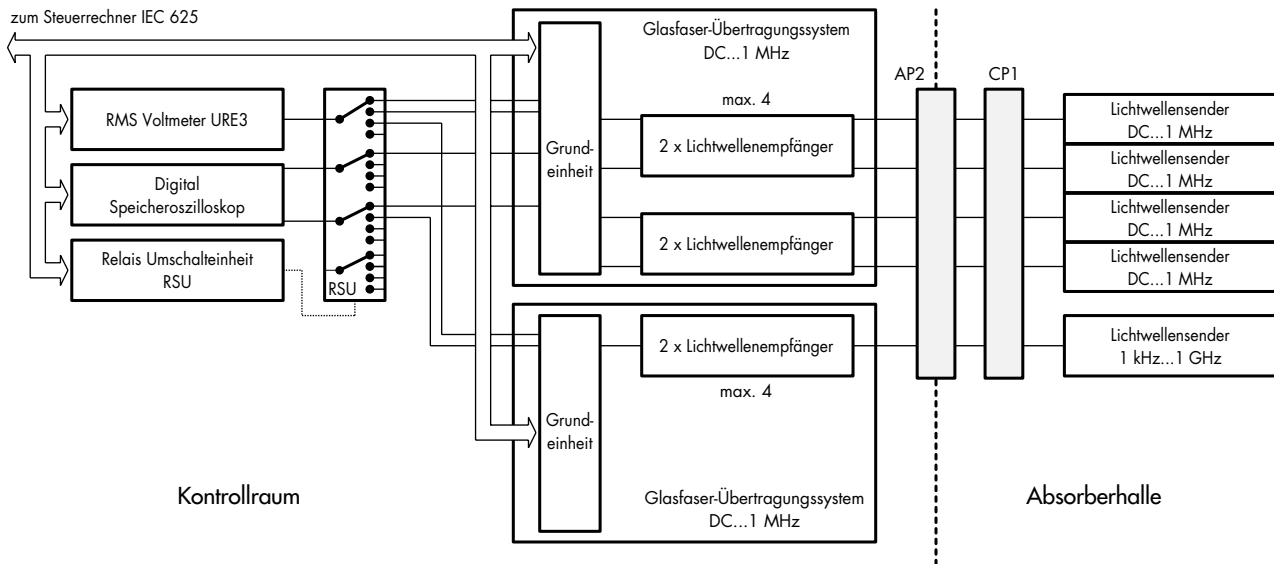 zum Steuerrechner IEC 625
RMS Voltmeter URE3
Digital
Speicheroszilloskop
Relais Umschalteinheit
RSU
RSU
Kontrollraum
Glasfaser-Übertragungssystem
DC...1 MHz
max. 4
Grund-
einheit
2 x Lichtwellenempfänger
2 x Lichtwellenempfänger
2 x Lichtwellenempfänger
max. 4
Grund-
einheit
Glasfaser-Übertragungssystem
DC...1 MHz
AP2
CP1
Lichtwellensender
DC...1 MHz
Lichtwellensender
DC...1 MHz
Lichtwellensender
DC...1 MHz
Lichtwellensender
DC...1 MHz
Lichtwellensender
1 kHz...1 GHz
Absorberhalle